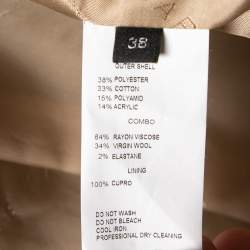 38
OUTER SHELL
38% POLYESTER
33% COTTON
15% POLYAMID
14% ACRYLIC
COMBO
64% RAYON VISCOSE
34% VIRGIN WOOL
2% ELASTANE
LINING
100% CUPRO
DO NOT WASH
DO NOT BLEACH
COOL IRON
PROFESSIONAL DRY CLEANING